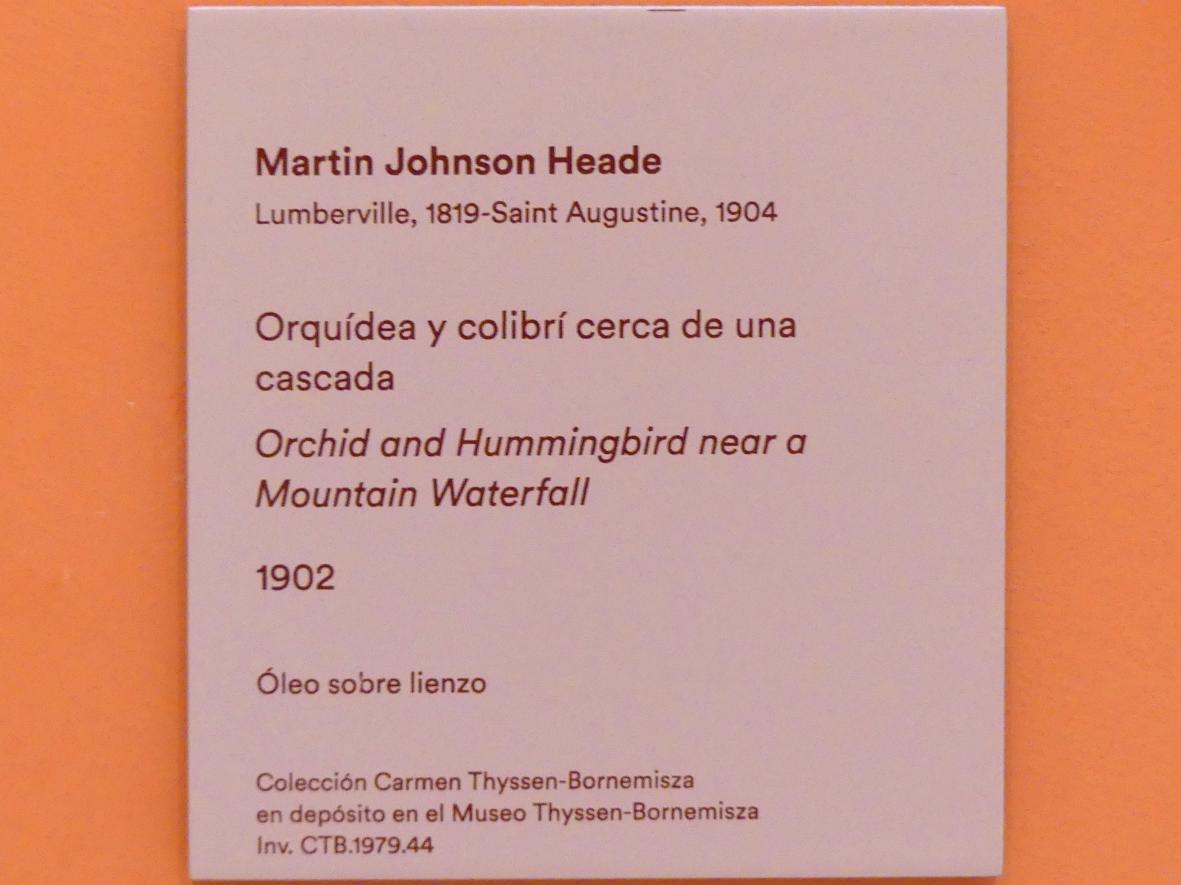 Martin Johnson Heade
Lumberville, 1819-Saint Augustine, 1904
Orquídea y colibrí cerca de una
cascada
Orchid and Hummingbird near a
Mountain Waterfall
1902
Óleo sobre lienzo
Colección Carmen Thyssen-Bornemisza
en depósito en el Museo Thyssen-Bornemisza
Inv. CTB.1979.44